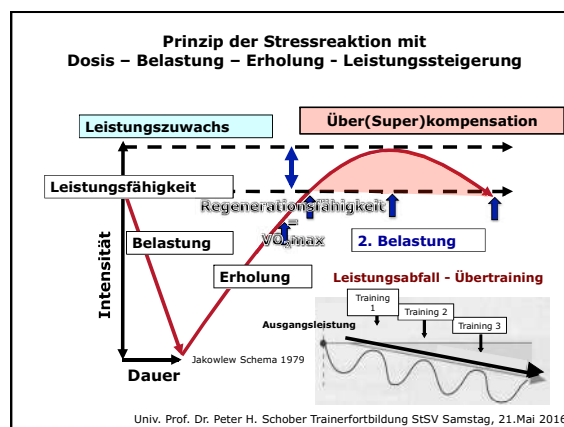 Prinzip der Stressreaktion mit
Dosis – Belastung – Erholung - Leistungssteigerung
Leistungszuwachs
Über(Super)kompensation
Leistungsfähigkeit
Regenerationsfähigkeit
=
VO2max
Belastung
2. Belastung
Erholung
Intensität
Leistungsabfall - Übertraining
Training
1
Training 2
Training 3
Ausgangsleistung
Jakowlew Schema 1979
Dauer
Univ. Prof. Dr. Peter H. Schober Trainerfortbildung StSV Samstag, 21.Mai 2016